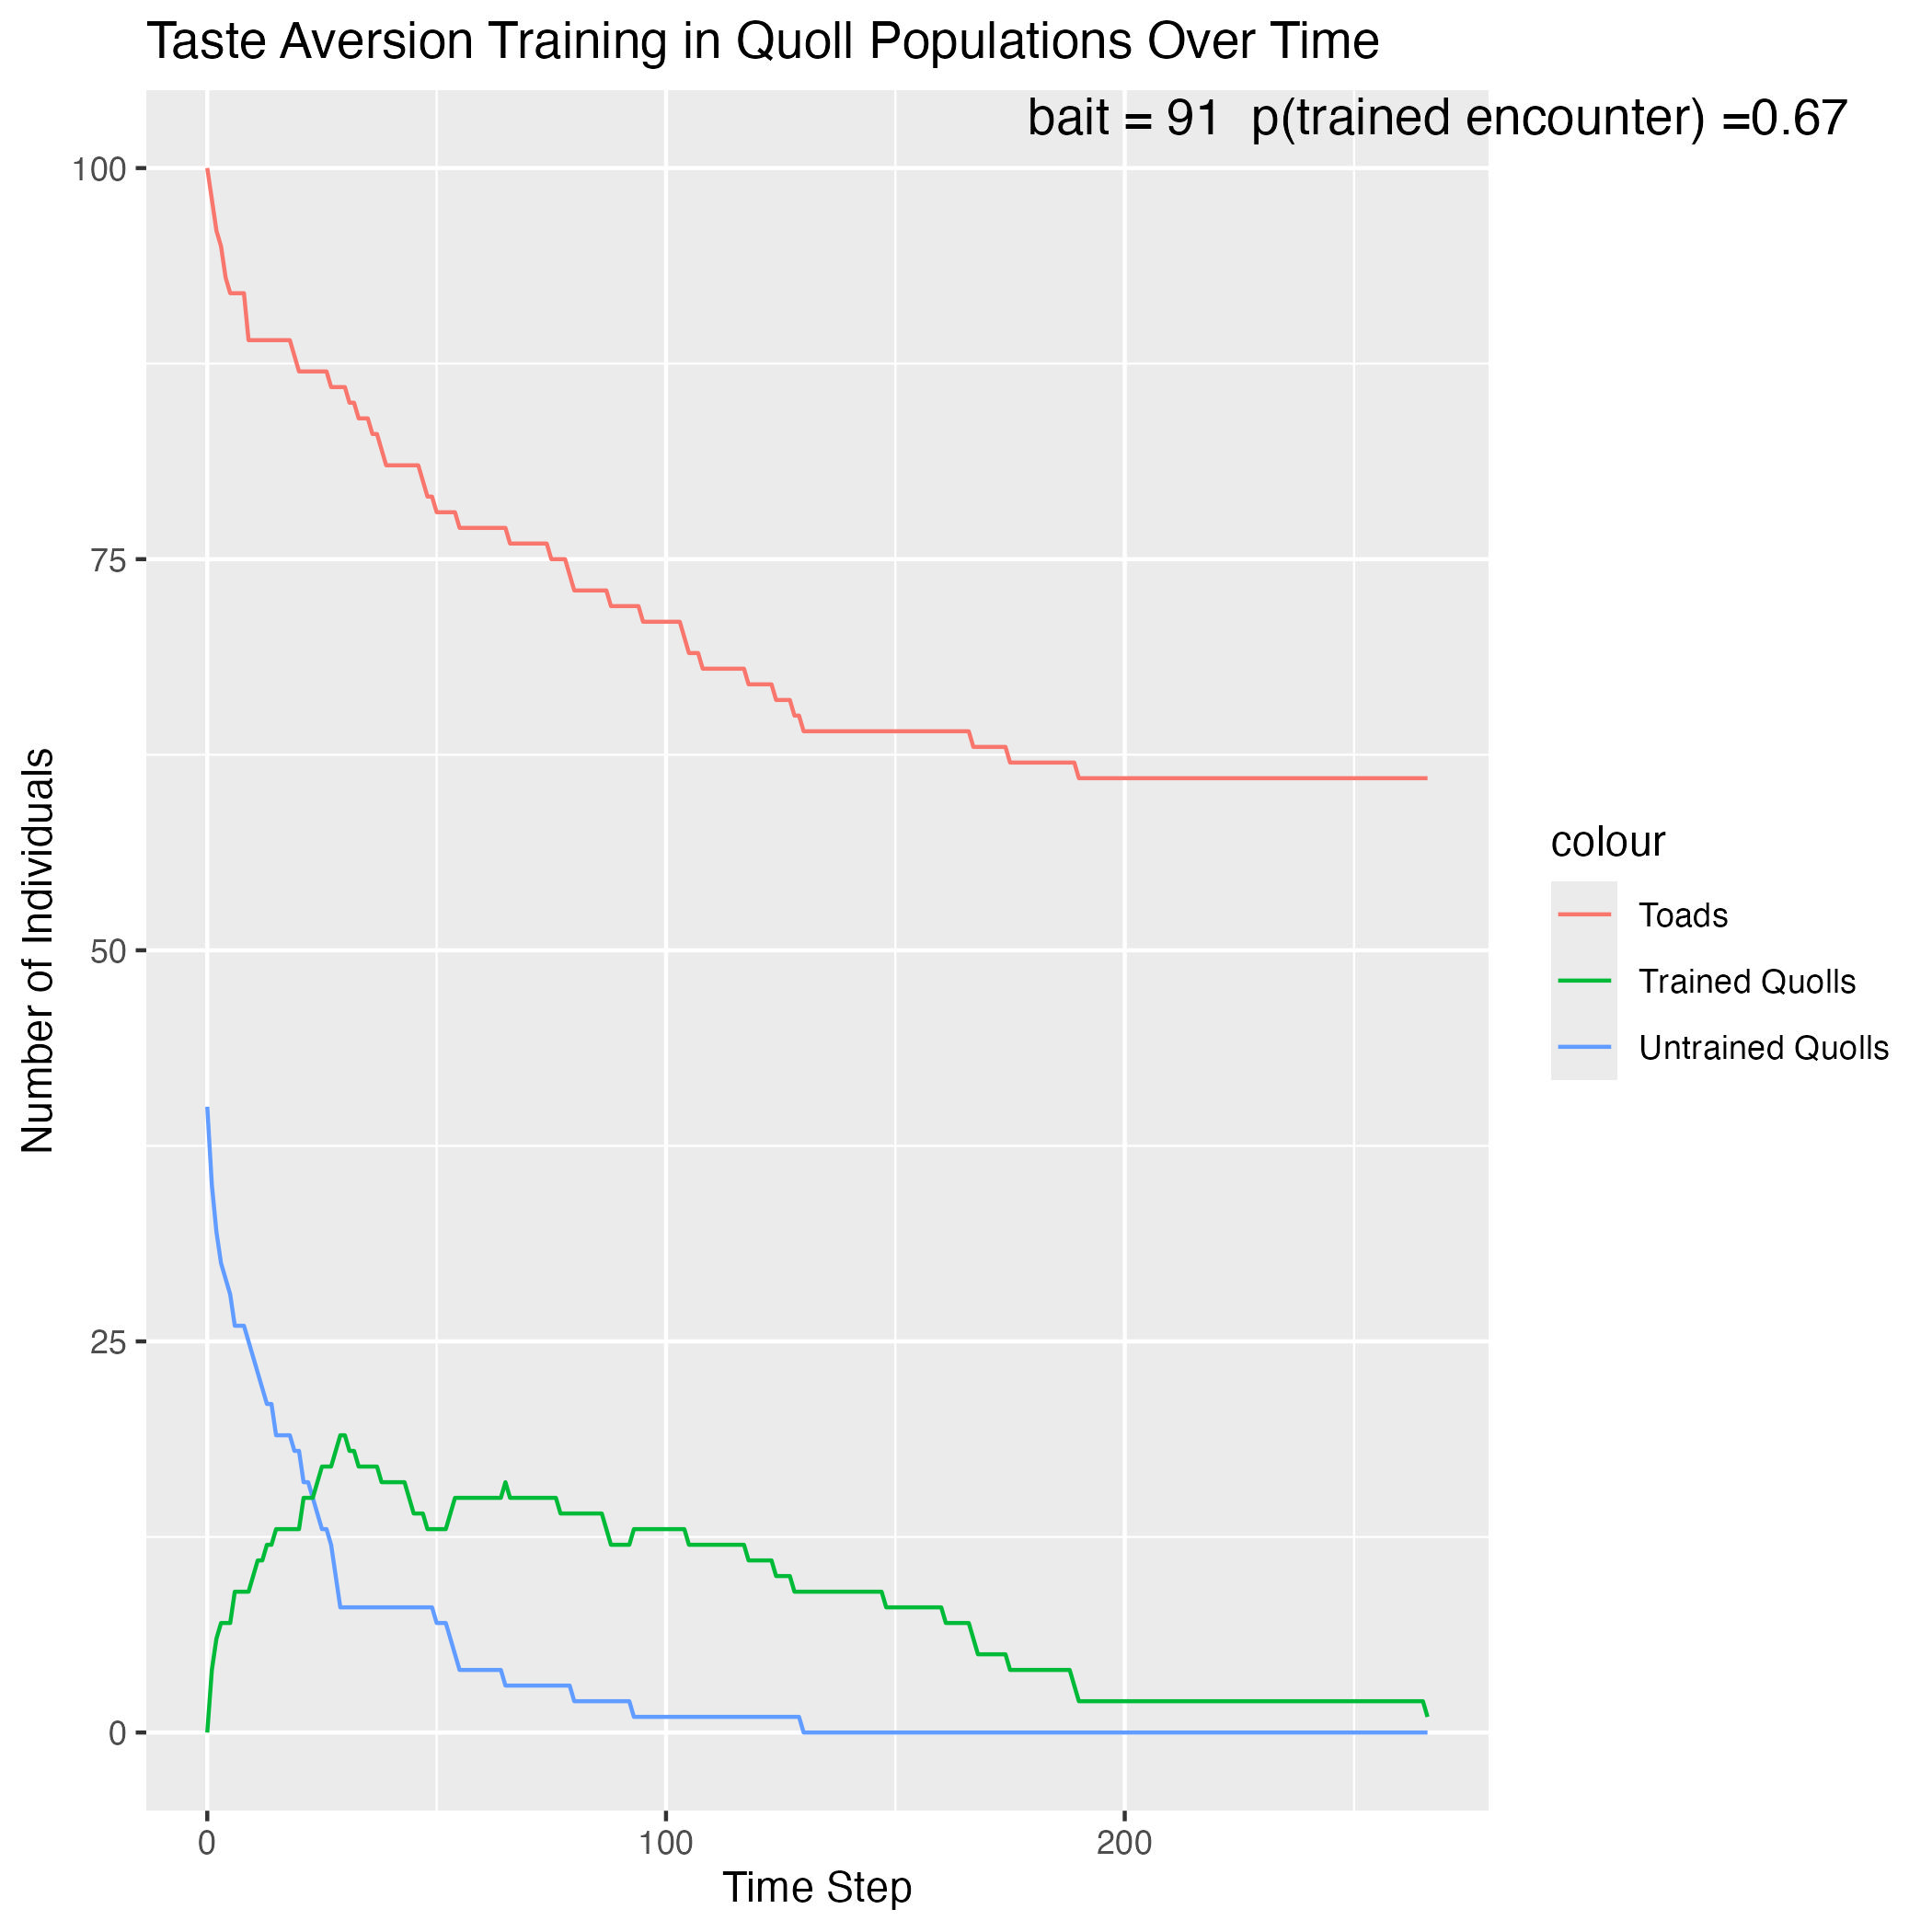 Taste Aversion Training in Quoll Populations Over Time
bait = 91  p(trained encounter) =0.67
100
75
50
25
0
Number of Individuals
0
100
200
Time Step
colour
Toads
Trained Quolls
Untrained Quolls